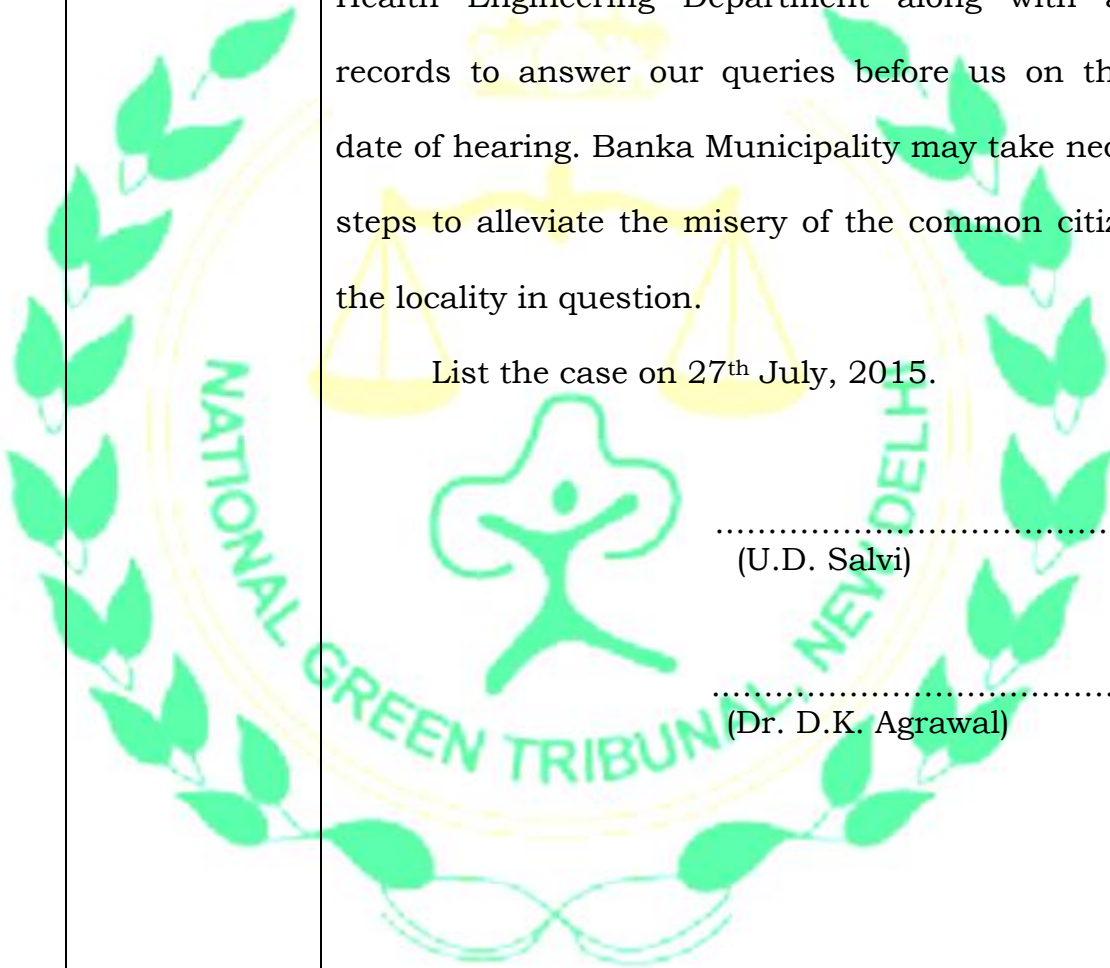 Health Engineering Department along with a
records to answer our queries before us on th
date of hearing. Banka Municipality may take nec
steps to alleviate the misery of the common citiz
the locality in question.
List the case on 27th July, 2015.
.......................................
(U.D. Salvi)
.......................................
(Dr. D.K. Agrawal)
NATIONAL GREEN TRIBUNAL, NEW DELHI